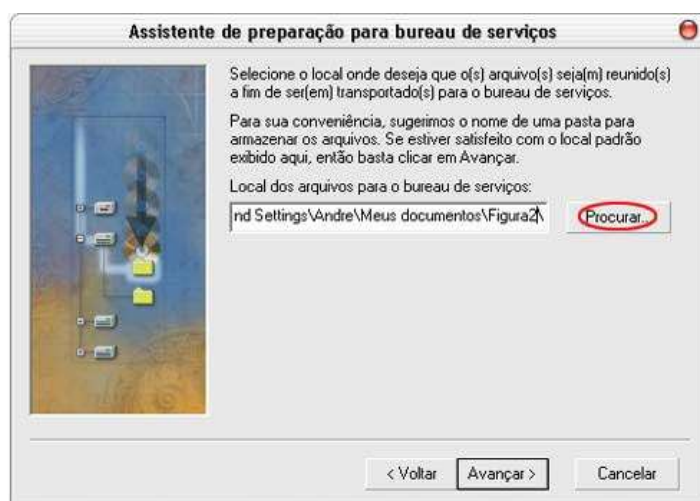 Assistente de preparação para bureau de serviços
Selecione o local onde deseja que o(s) arquivo(s) seja(m) reunido(s)
a fim de ser(em) transportado(s) para o bureau de serviços.
Para sua conveniência, sugerimos o nome de uma pasta para
armazenar os arquivos. Se estiver satisfeito com o local padrão
exibido aqui, então basta clicar em Avançar.
Local dos arquivos para o bureau de serviços:
nd Settings\Andre\Meus documentos\Figura2\
Procurar...
< Voltar
Avançar >
Cancelar